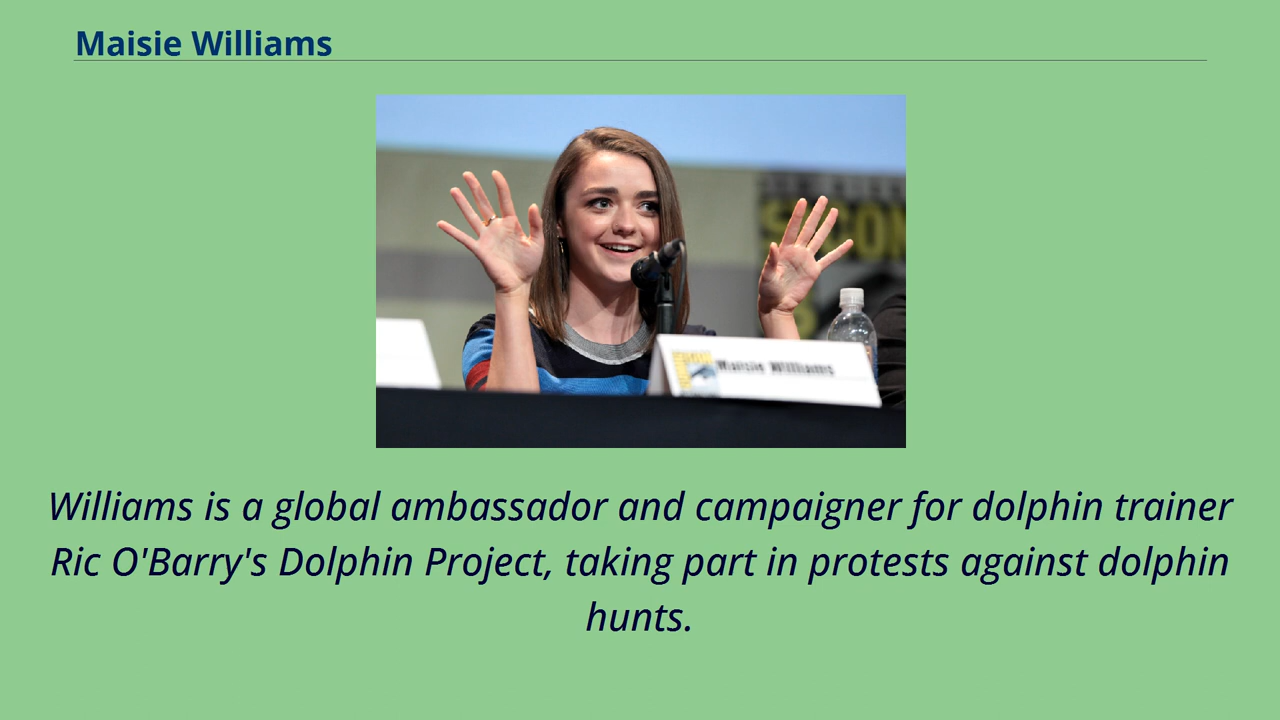 Maisie Williams
CON
Maisie Williams
Williams is a global ambassador and campaigner for dolphin trainer
Ric O'Barry's Dolphin Project, taking part in protests against dolphin
hunts.